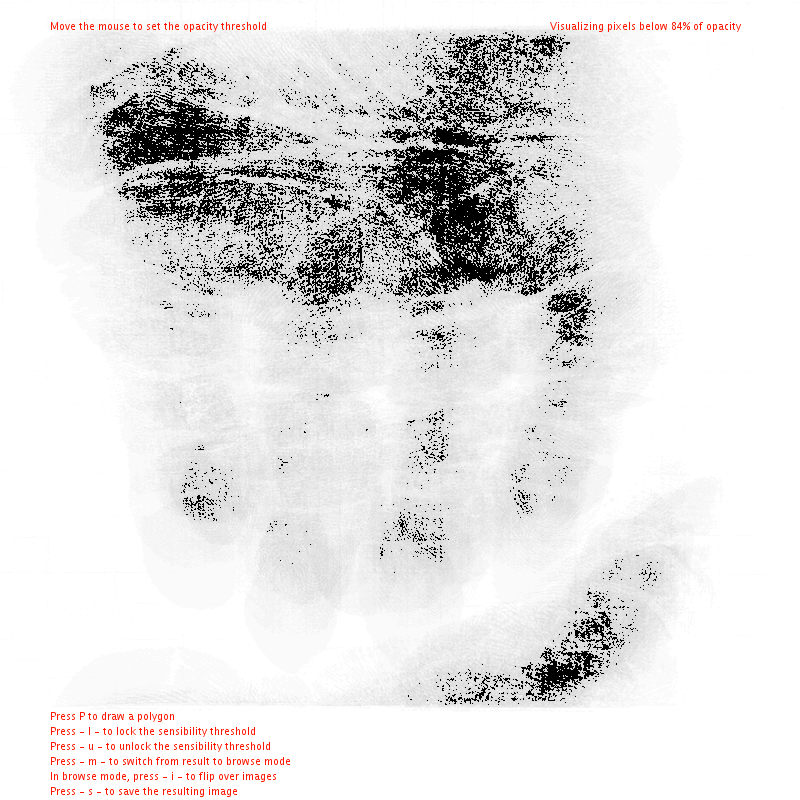 Move the mouse to set the opacity threshold
Visualizing pixels below 84% of opacity
Press P to draw a polygon
Press – l – to lock the sensibility threshold
Press – u – to unlock the sensibility threshold
Press – m – to switch from result to browse mode
In browse mode, press – i – to flip over images
Press – s – to save the resulting image